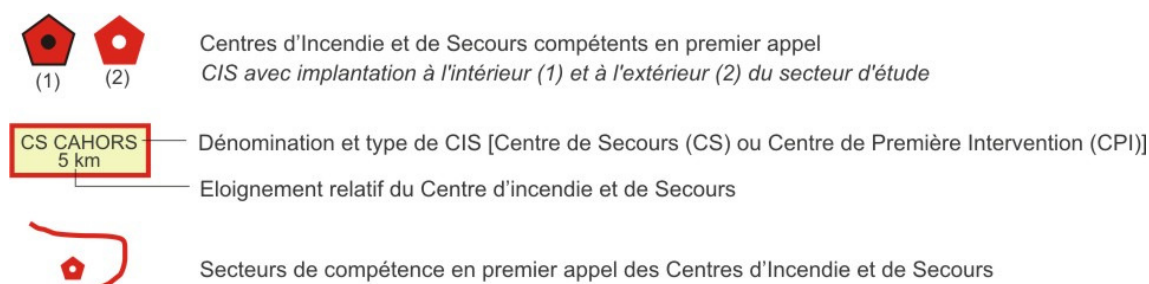 Centres d'Incendie et de Secours compétents en premier appel
(1) (2) CIS avec implantation à l'intérieur (1) et à l'extérieur (2) du secteur d'étude
CS CAHORS Dénomination et type de CIS [Centre de Secours (CS) ou Centre de Première Intervention (CPI)]
5 km
Eloignement relatif du Centre d'incendie et de Secours
Secteurs de compétence en premier appel des Centres d'Incendie et de Secours